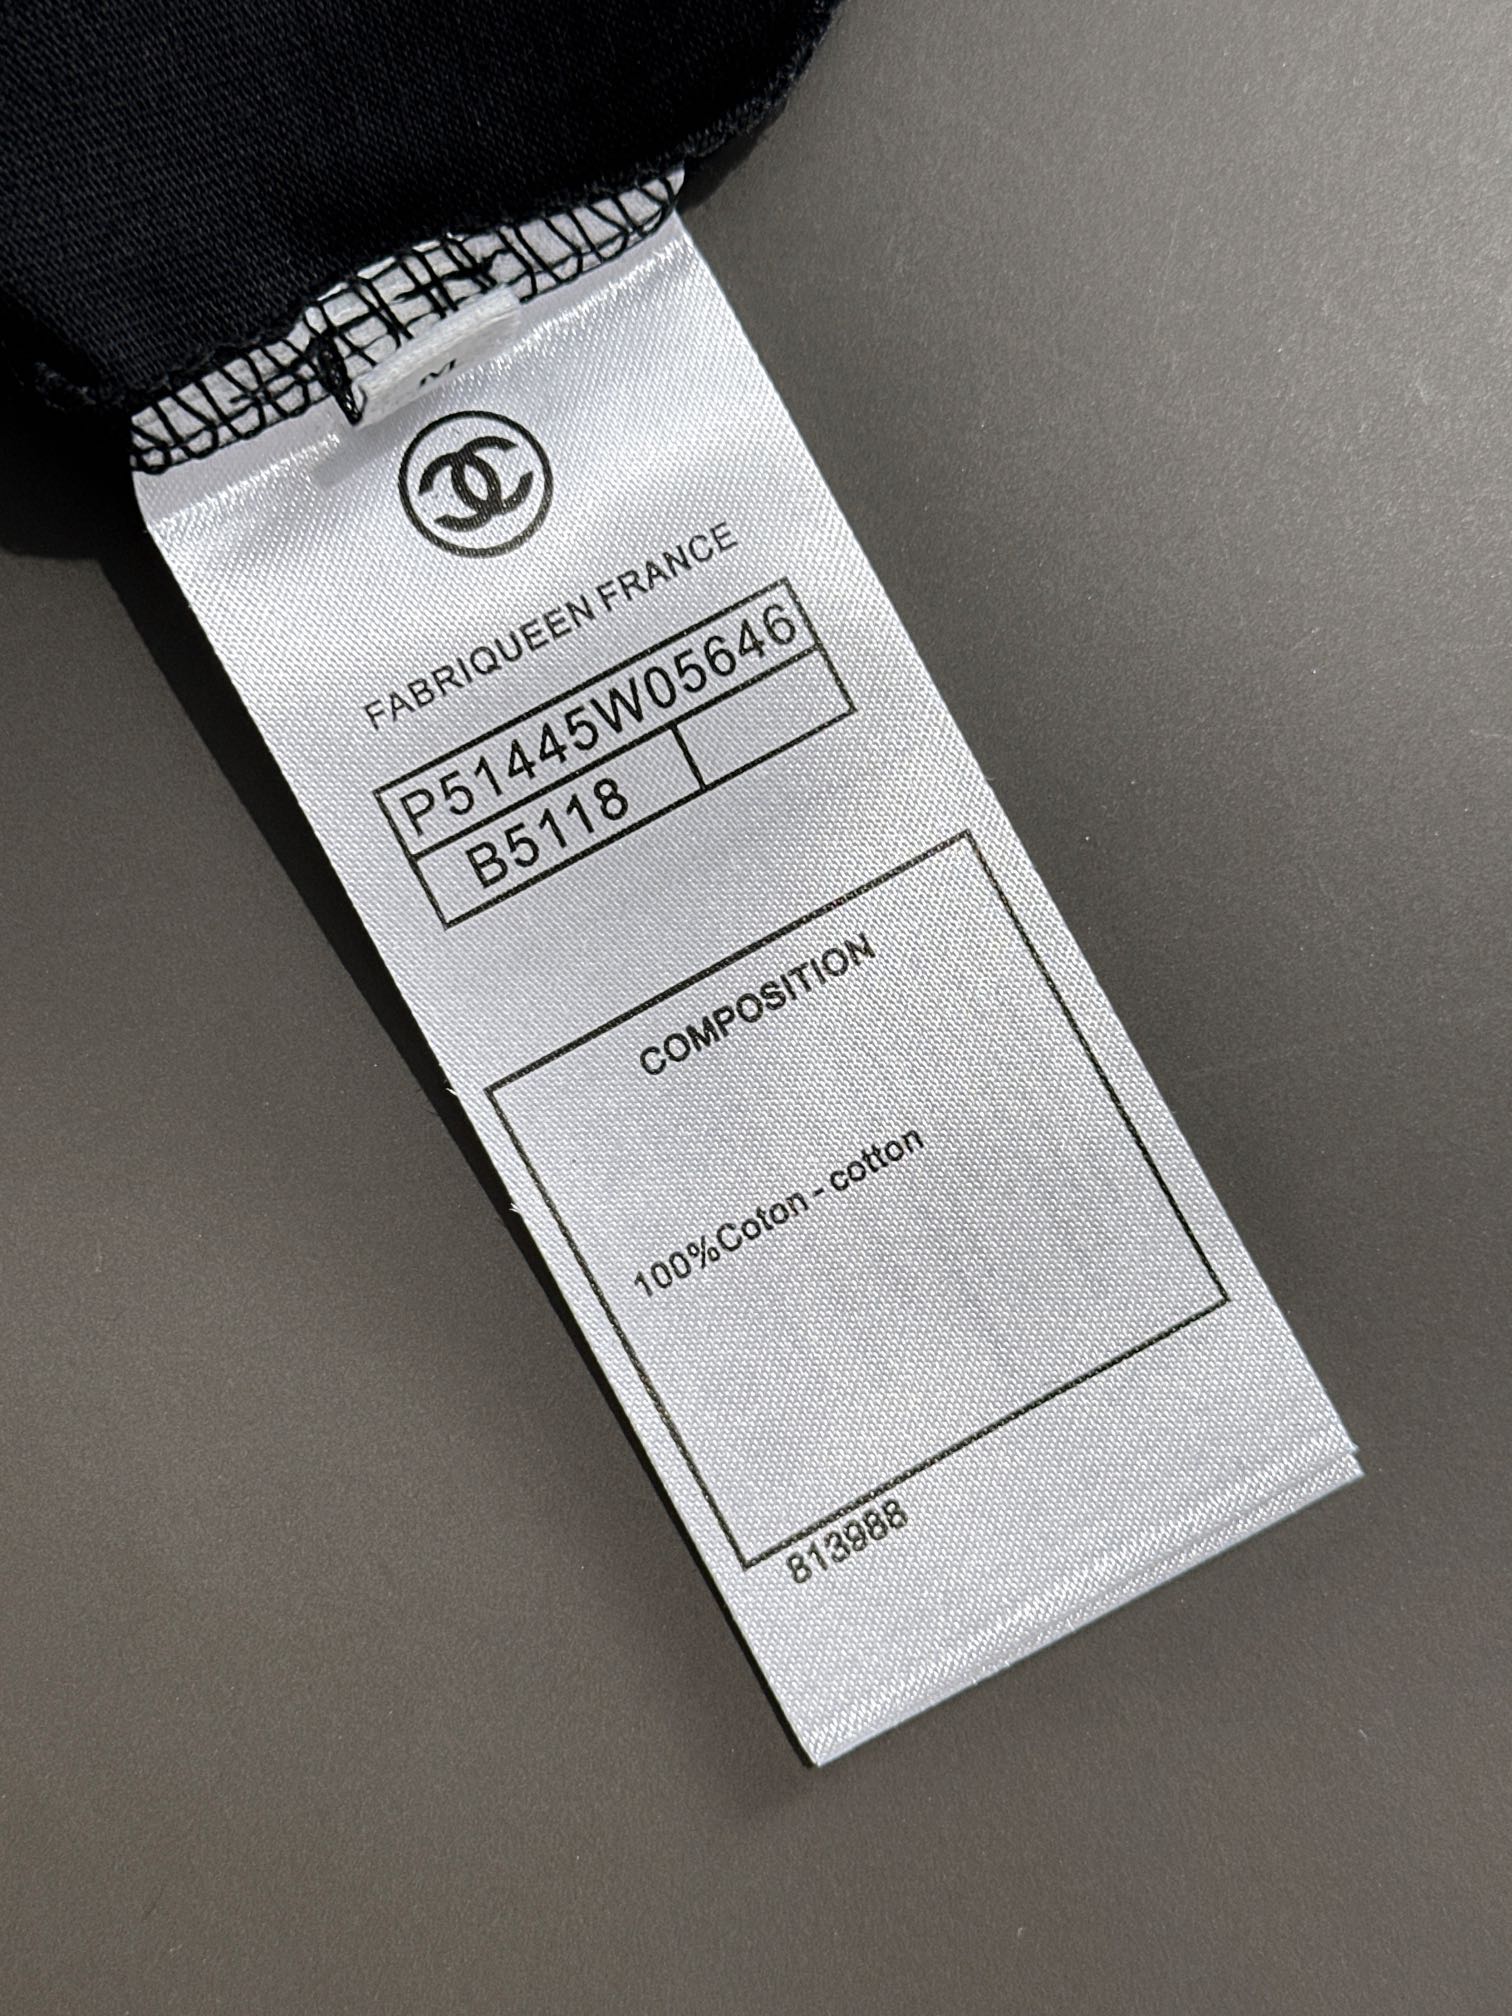 M
FABRIQUEEN FRANCE
P51445W05646
B5118
COMPOSITION
100%Coton - cotton
813988